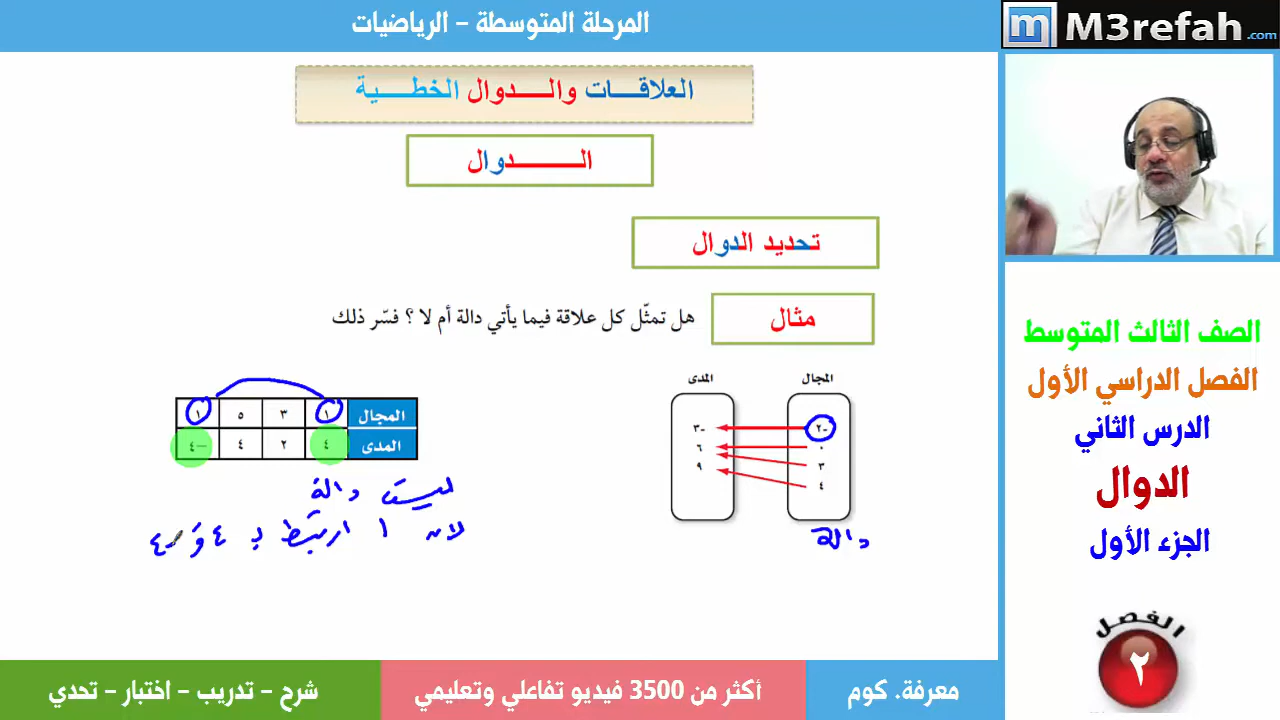 المرحلة المتوسطة – الرياضيات
M3refah.com
العلاقات والدوال الخطية
الدوال
تحديد الدوال
مثال
هل تمثّل كل علاقة فيما يأتي دالة أم لا ؟ فسّر ذلك
المجال
المدى
-٢
٠
٣
٤
-٣
٦
٩
دالة
المجال ١ ٣ ٥ ١
المدى ٤ ٢ ٤ -٤
ليست دالة
لان ١ ارتبط بـ ٤ و -٤
الصف الثالث المتوسط
الفصل الدراسي الأول
الدرس الثاني
الدوال
الجزء الأول
الفصل
٢
معرفة. كوم
أكثر من 3500 فيديو تفاعلي وتعليمي
شرح – تدريب – اختبار – تحدي